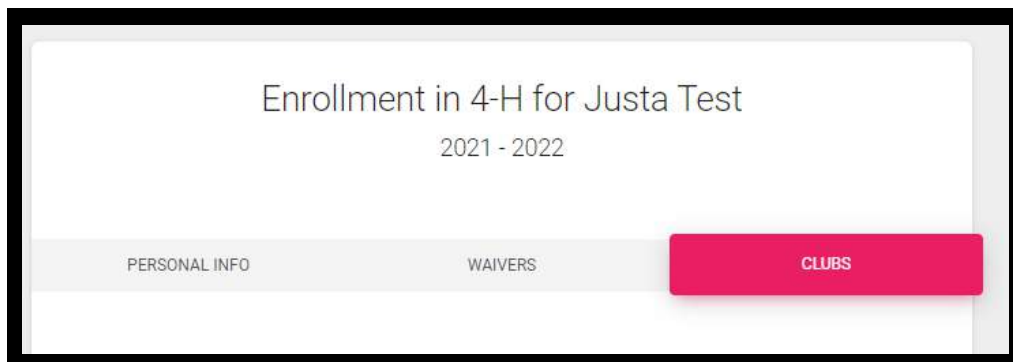 Enrollment in 4-H for Justa Test
2021 - 2022
PERSONAL INFO WAIVERS CLUBS